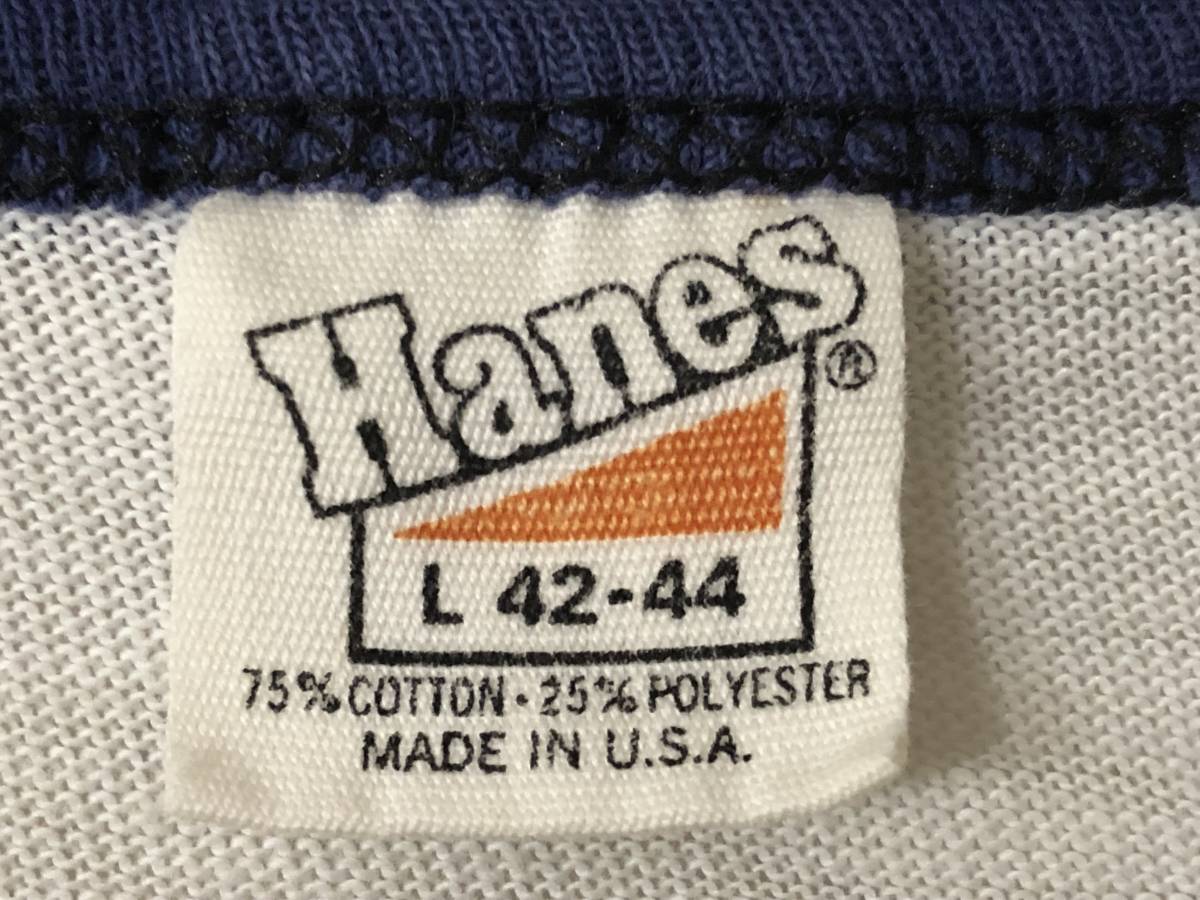 Hanes
®
L 42-44
75% COTTON · 25% POLYESTER
MADE IN U.S.A.